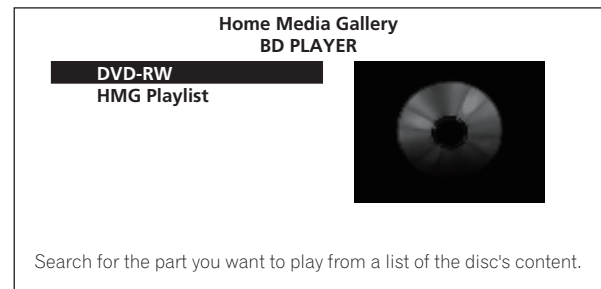 Home Media Gallery
BD PLAYER
DVD-RW
HMG Playlist
Search for the part you want to play from a list of the disc's content.